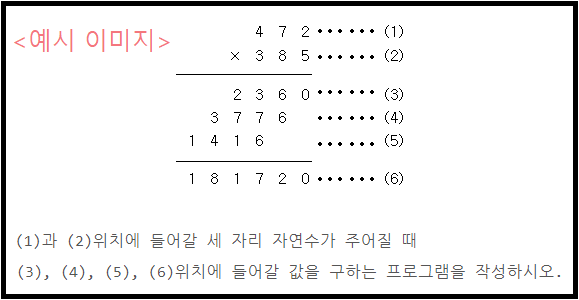 <예시 이미지>
4 7 2 ······ (1)
× 3 8 5 ······ (2)
2 3 6 0 ······ (3)
3 7 7 6 ······ (4)
1 4 1 6 ······ (5)
1 8 1 7 2 0 ······ (6)
(1)과 (2)위치에 들어갈 세 자리 자연수가 주어질 때
(3), (4), (5), (6)위치에 들어갈 값을 구하는 프로그램을 작성하시오.